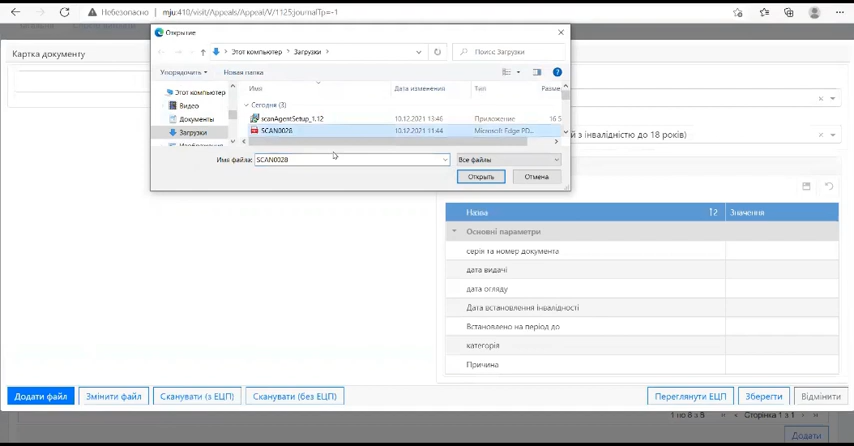 Небезопасно mju:410/visit/Appeals/Appeal/V/1125?journalTp=-1
Картка документу
Открытие
Этот компьютер > Загрузки >
Поиск: Загрузки
Упорядочить
Новая папка
Имя Дата изменения Тип Разме
Этот компьютер
Видео
Документы
Загрузки
Сегодня (3)
scanAgentSetup_1.12 10.12.2021 13:46 Приложение 16 5
SCAN0028 10.12.2021 11:44 Microsoft Edge PD...
Имя файла: SCAN0028 Все файлы
Открыть Отмена
й з інвалідністю до 18 років)
Назва Значення
Основні параметри
серія та номер документа
дата видачі
дата огляду
Дата встановлення інвалідності
Встановлено на період до
категорія
Причина
Додати файл Змінити файл Сканувати (з ЕЦП) Сканувати (без ЕЦП) Переглянути ЕЦП Зберегти Відмінити
Сторінка 1 з 1
Додати